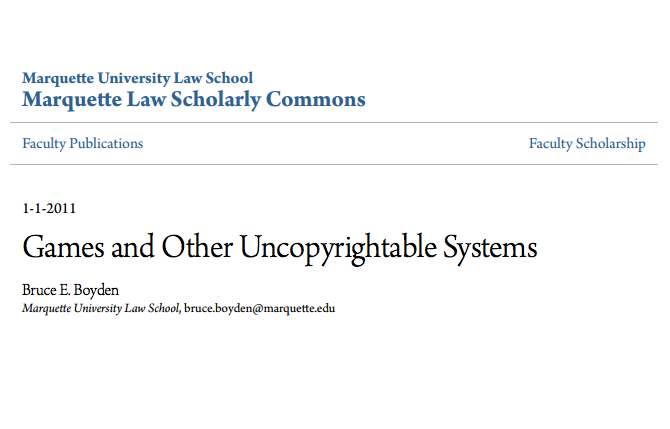 Marquette University Law School
Marquette Law Scholarly Commons
Faculty Publications
Faculty Scholarship
1-1-2011
Games and Other Uncopyrightable Systems
Bruce E. Boyden
Marquette University Law School, bruce.boyden@marquette.edu